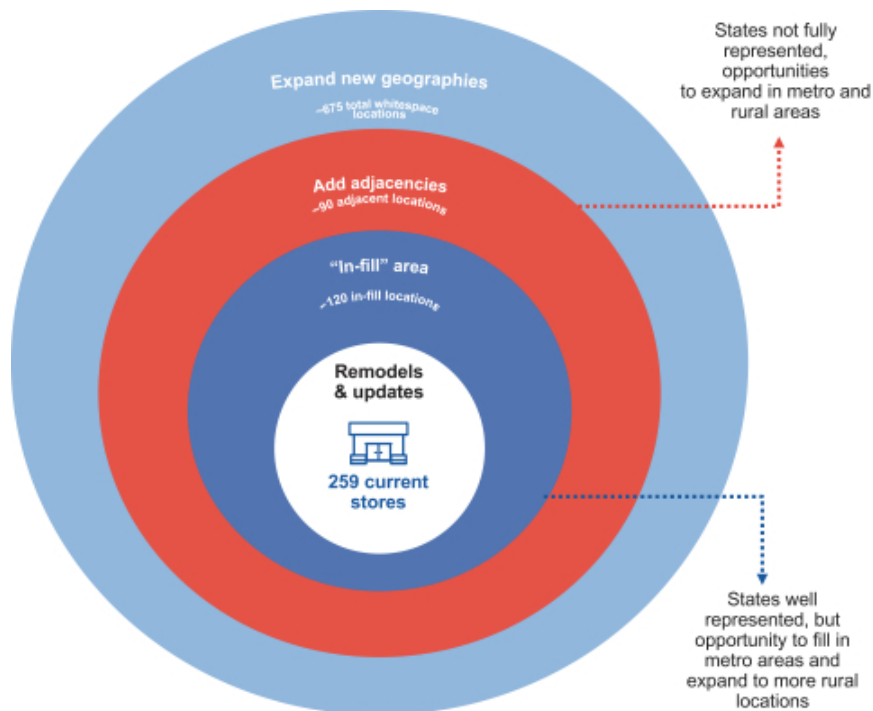 Expand new geographies
~675 total whitespace
locations
Add adjacencies
~90 adjacent locations
"In-fill" area
~120 in-fill locations
Remodels
& updates
259 current
stores
States not fully
represented,
opportunities
to expand in metro and
rural areas
States well
represented, but
opportunity to fill in
metro areas and
expand to more rural
locations